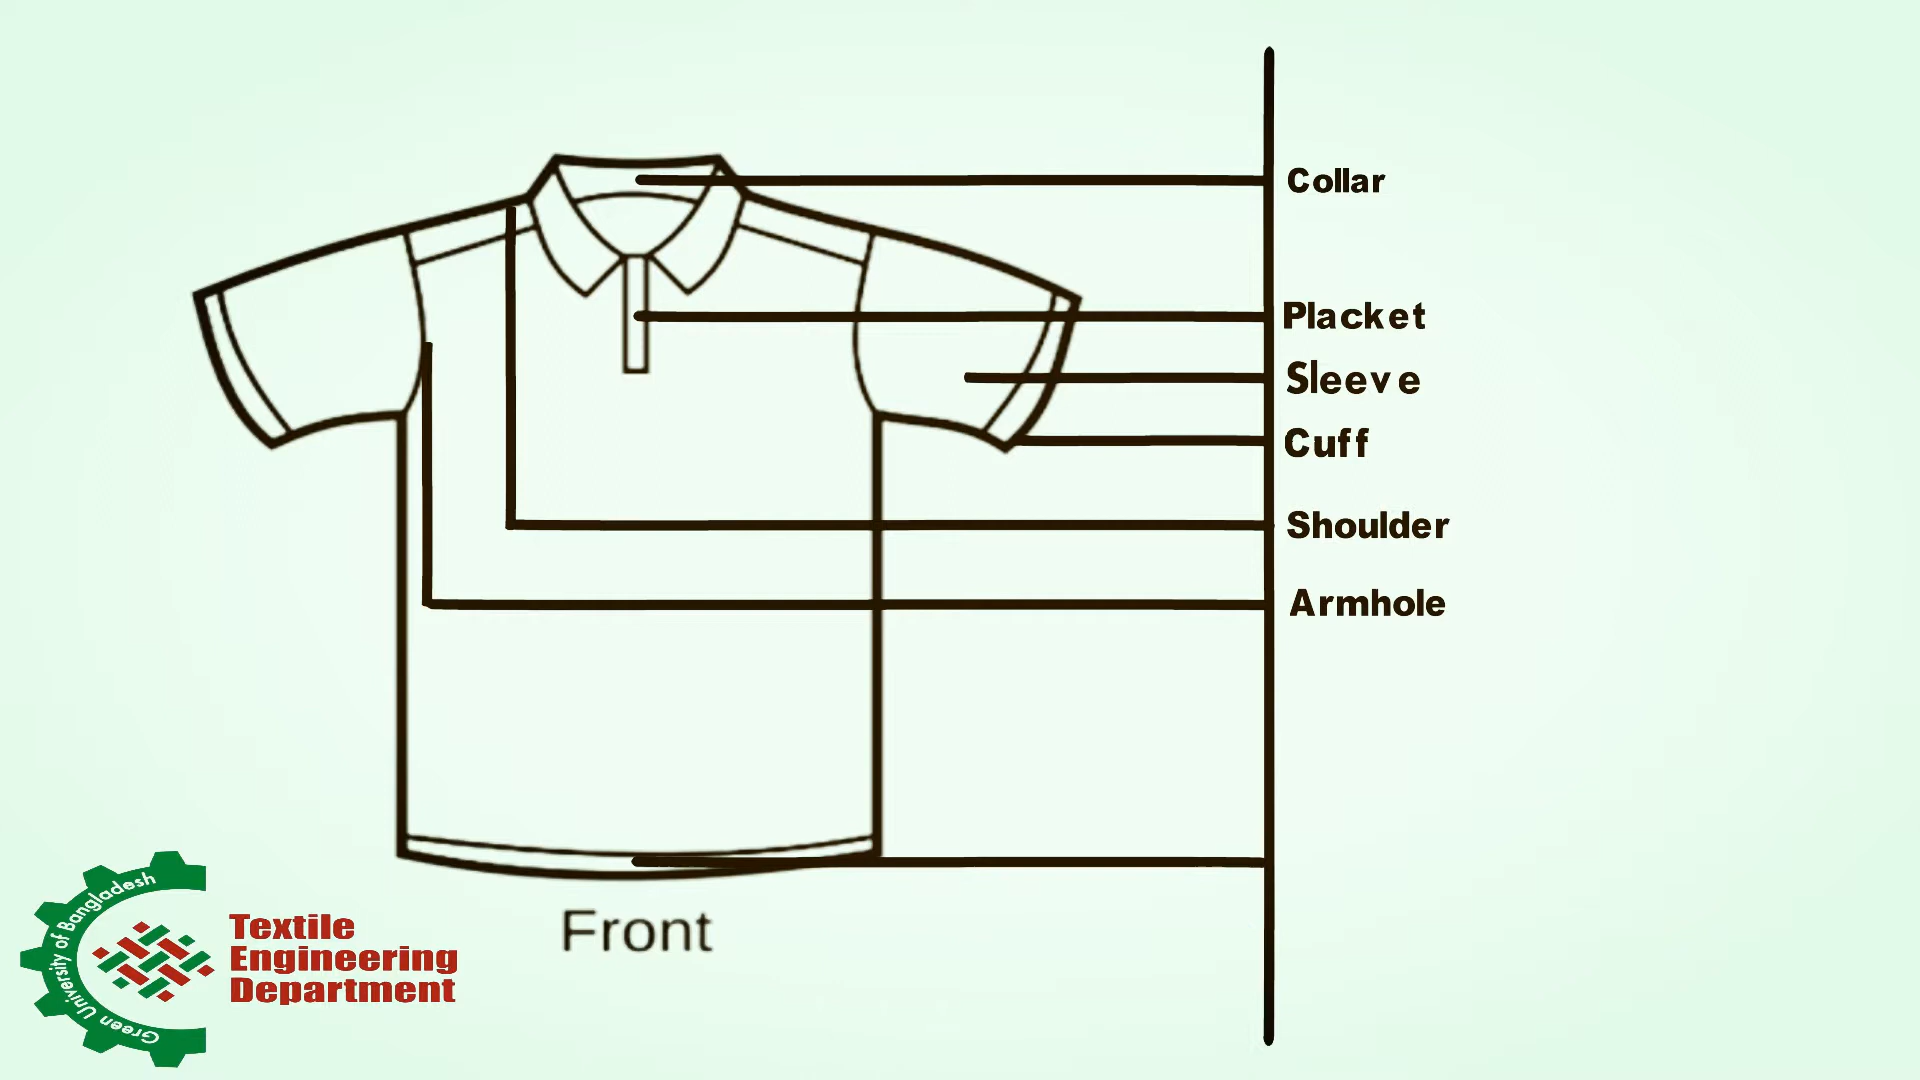 Collar
Placket
Sleeve
Cuff
Shoulder
Armhole
Front
Green University of Bangladesh
Textile
Engineering
Department